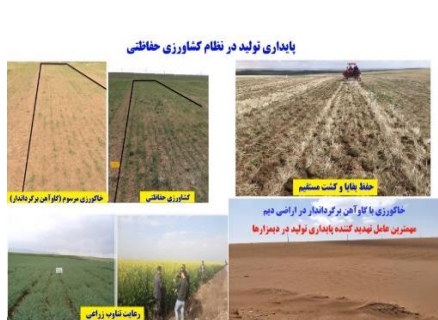 پایداری تولید در نظام کشاورزی حفاظتی
خاکورزی مرسوم (گاوآهن برگرداندار)
کشاورزی حفاظتی
حفظ بقایا و کشت مستقیم
خاکورزی با گاوآهن برگرداندار در اراضی دیم
مهمترین عامل تهدید کننده پایداری تولید در دیمزارها
رعایت تناوب زراعی